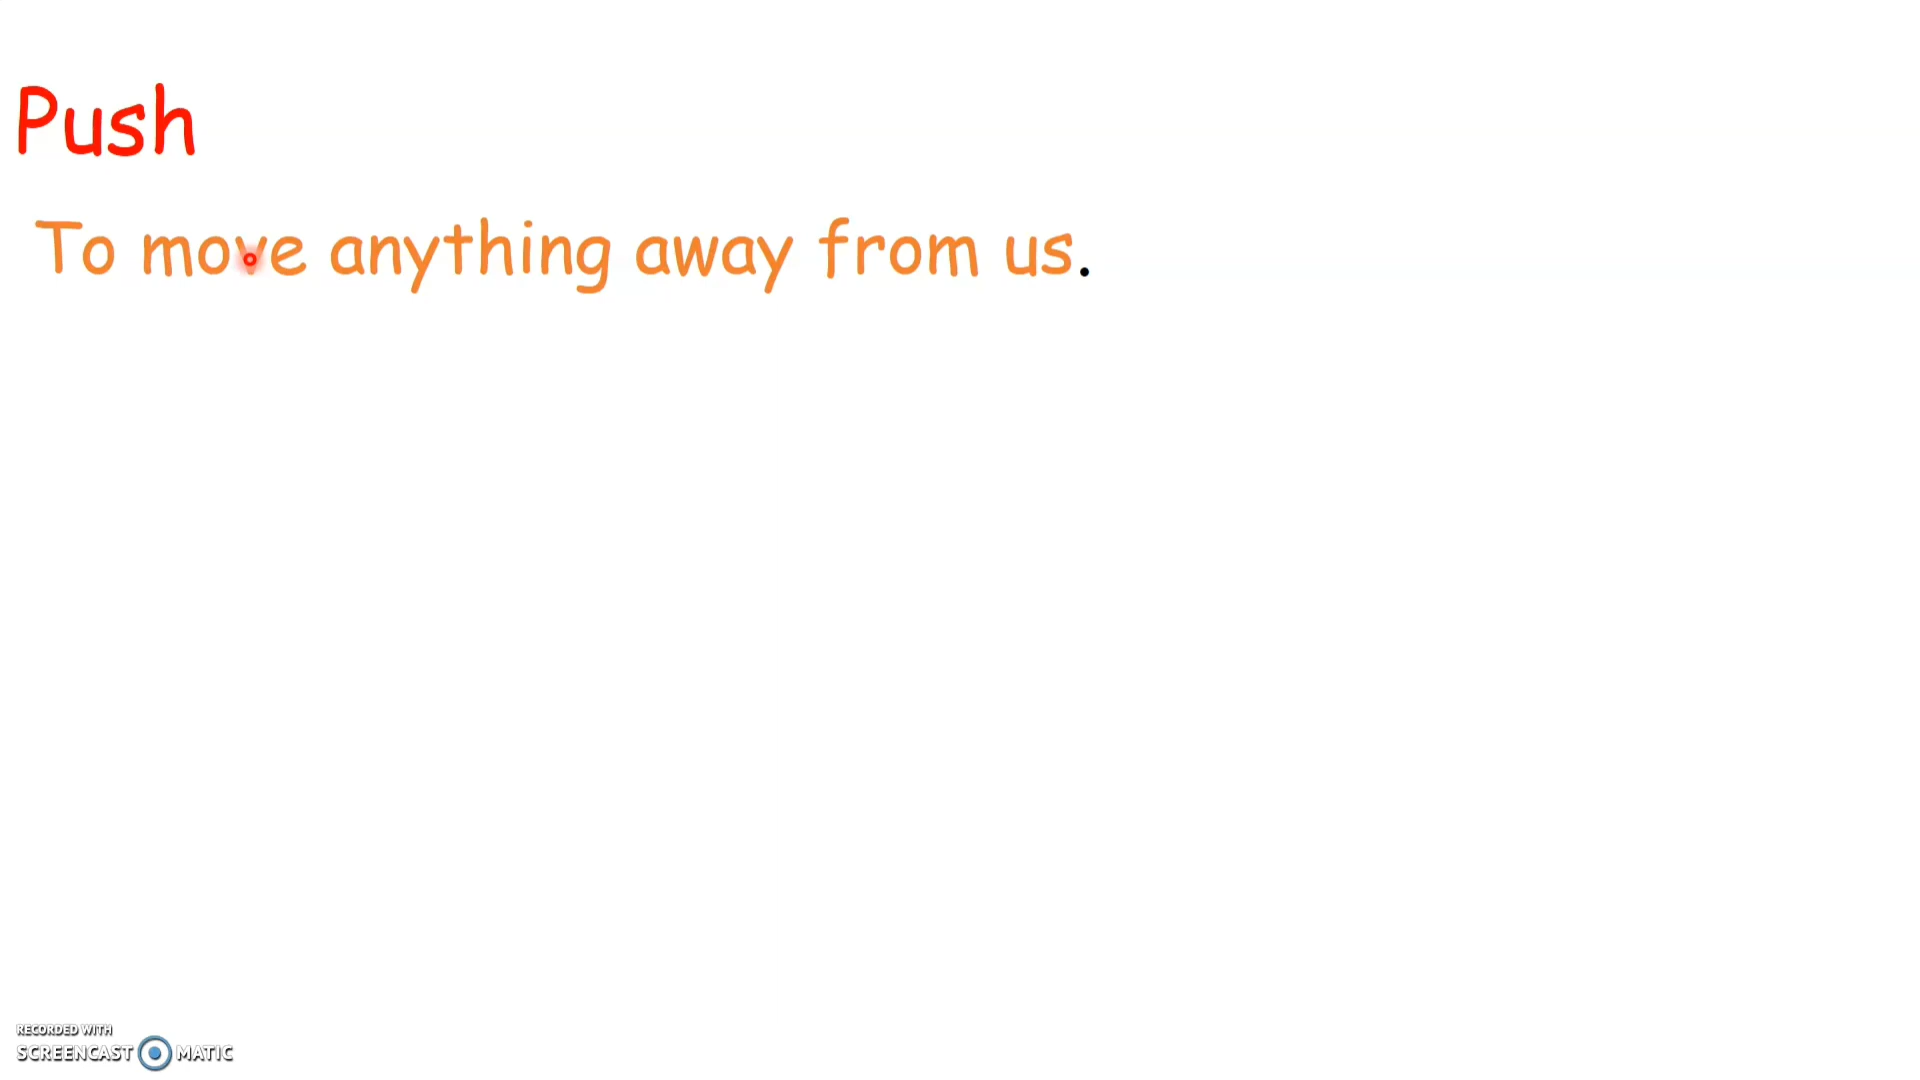 Push
To move anything away from us.
RECORDED WITH
SCREENCAST MATIC